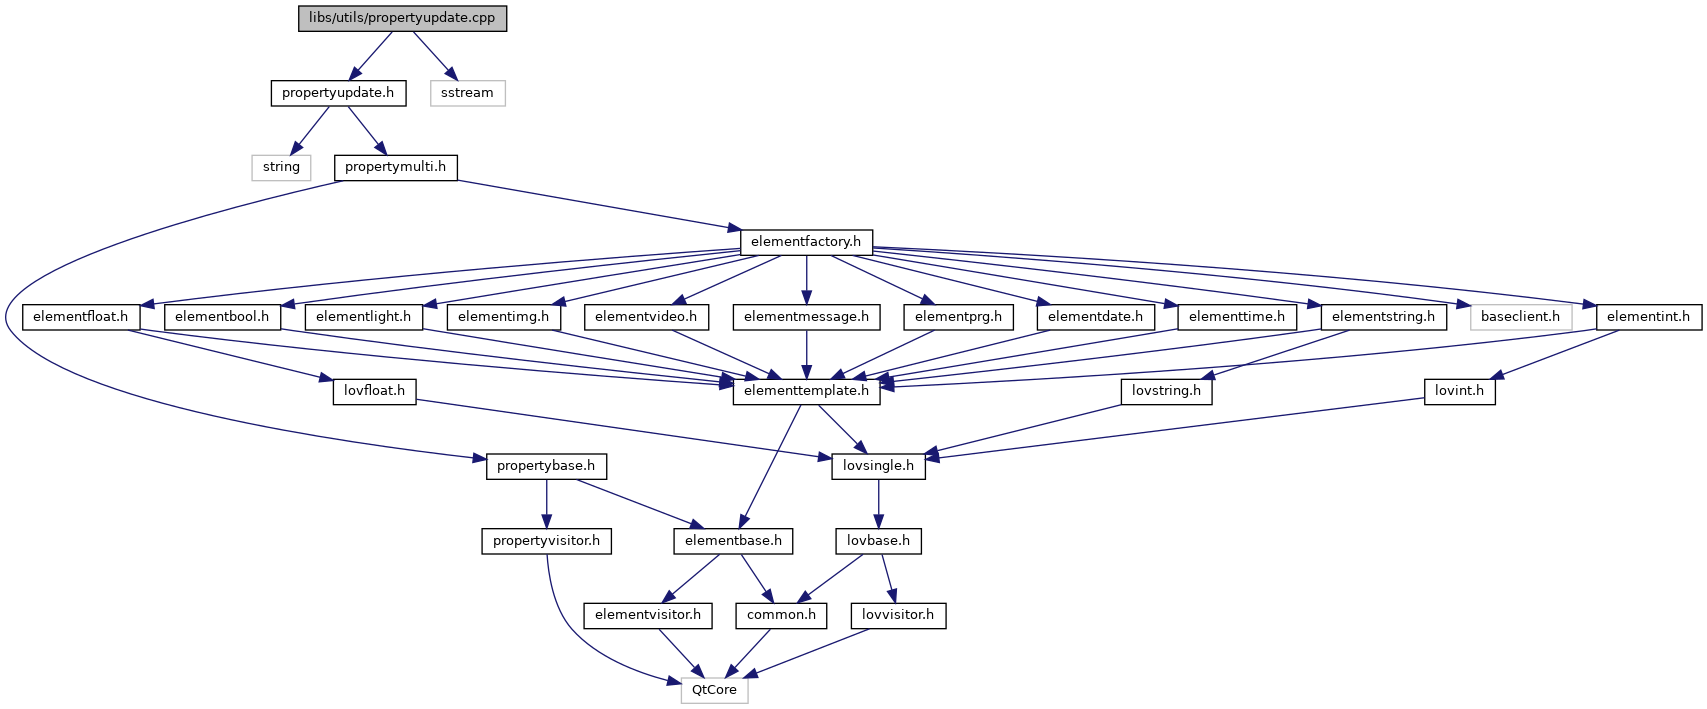 libs/utils/propertyupdate.cpp
propertyupdate.h
sstream
string
propertymulti.h
elementfactory.h
elementfloat.h
elementbool.h
elementlight.h
elementimg.h
elementvideo.h
elementmessage.h
elementprg.h
elementdate.h
elementtime.h
elementstring.h
baseclient.h
elementint.h
lovfloat.h
elementtemplate.h
lovstring.h
lovint.h
propertybase.h
lovsingle.h
propertyvisitor.h
elementbase.h
lovbase.h
elementvisitor.h
common.h
lovvisitor.h
QtCore